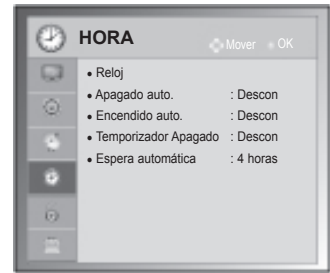 HORA
Mover OK
• Reloj
• Apagado auto. : Descon
• Encendido auto. : Descon
• Temporizador Apagado : Descon
• Espera automática : 4 horas